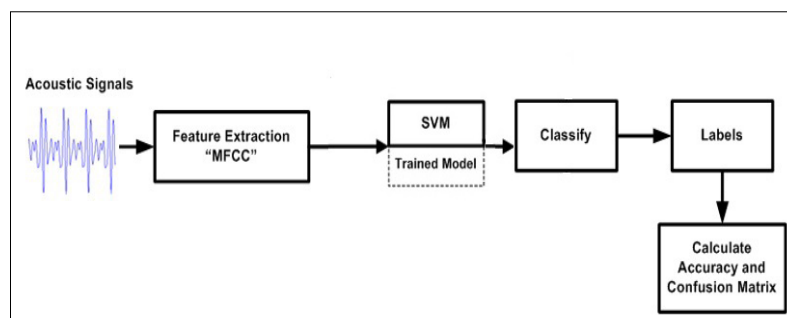 Acoustic Signals
Feature Extraction
“MFCC”
SVM
Trained Model
Classify
Labels
Calculate
Accuracy and
Confusion Matrix